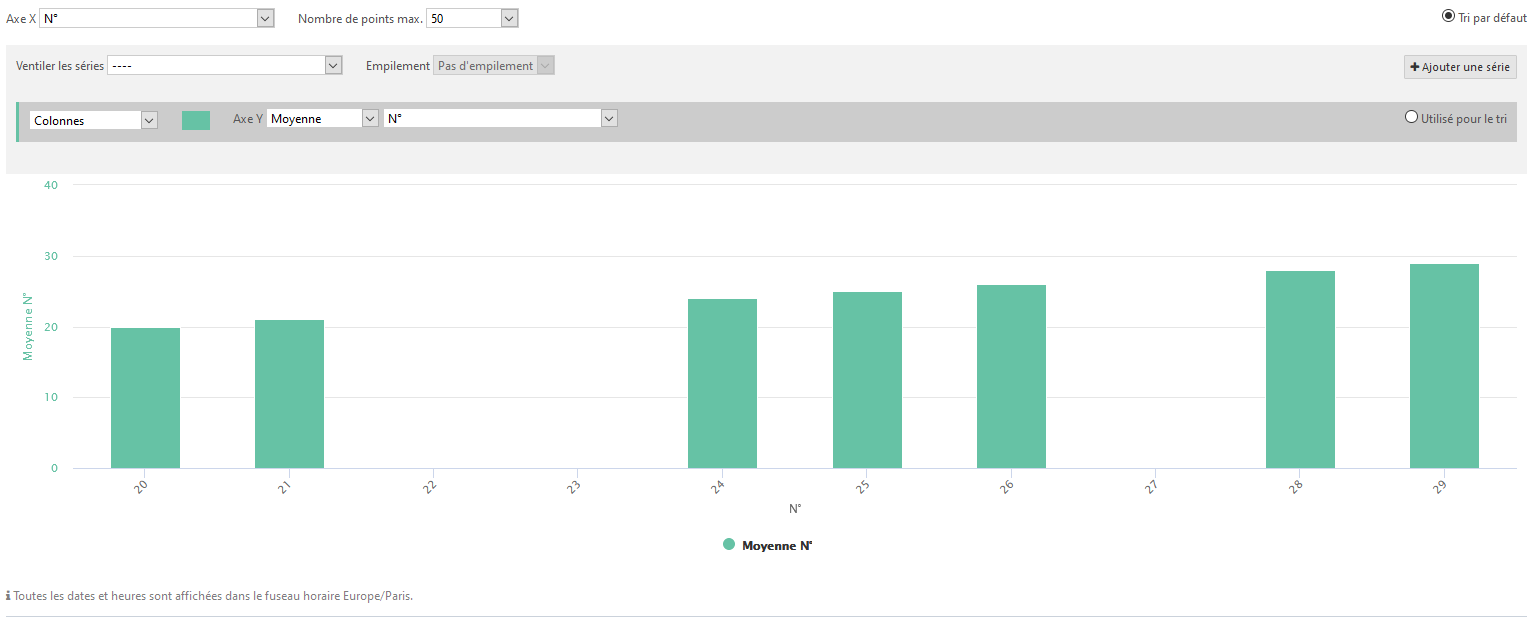 Axe X N° Nombre de points max. 50 Tri par défaut
Ventiler les séries ---- Empilement Pas d'empilement + Ajouter une série
Colonnes Axe Y Moyenne N° Utilisé pour le tri
40
30
20
10
0
Moyenne N°
20 21 22 23 24 25 26 27 28 29
N°
Moyenne N°
i Toutes les dates et heures sont affichées dans le fuseau horaire Europe/Paris.